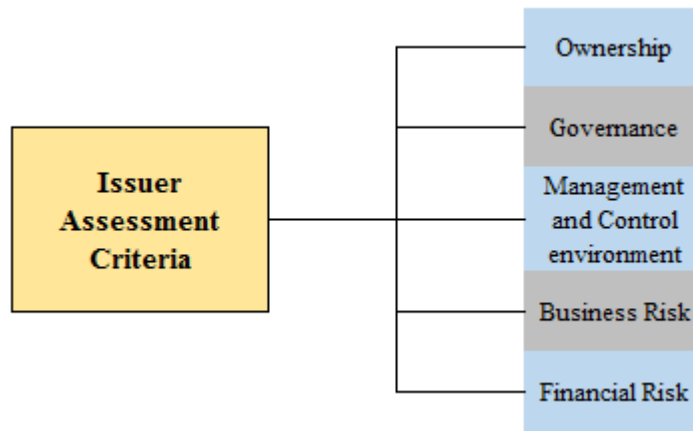 Issuer
Assessment
Criteria
Ownership
Governance
Management
and Control
environment
Business Risk
Financial Risk